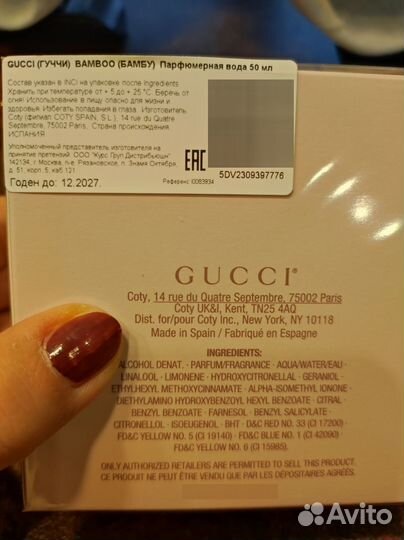 GUCCI (ГУЧЧИ) BAMBOO (БАМБУ) Парфюмерная вода 50 мл
Состав указан в INCI на упаковке после Ingredients
Хранить при температуре от + 5 до + 25 °C. Беречь от
огня! Использование в пищу опасно для жизни и
здоровья. Избегать попадания в глаза. Изготовитель:
Coty (филиал COTY SPAIN, S.L.), 14 rue du Quatre
Septembre, 75002 Paris, Страна происхождения:
ИСПАНИЯ
Уполномоченный представитель изготовителя на
принятие претензий: ООО "Курс Груп Дистрибьюшн"
142134, г. Москва, п-е Рязановское, п. Знамя Октября,
д. 51, корп. 5, каб 121.
Годен до: 12.2027.
Референс: I0083934
EAC
5DV2309397776
GUCCI
Coty, 14 rue du Quatre Septembre, 75002 Paris
Coty UK&I, Kent, TN25 4AQ
Dist. for/pour Coty Inc., New York, NY 10118
Made in Spain / Fabriqué en Espagne
INGREDIENTS:
ALCOHOL DENAT. • PARFUM/FRAGRANCE • AQUA/WATER/EAU •
LINALOOL • LIMONENE • HYDROXYCITRONELLAL • GERANIOL •
ETHYLHEXYL METHOXYCINNAMATE • ALPHA-ISOMETHYL IONONE •
DIETHYLAMINO HYDROXYBENZOYL HEXYL BENZOATE • CITRAL •
BENZYL BENZOATE • FARNESOL • BENZYL SALICYLATE •
CITRONELLOL • ISOEUGENOL • BHT • D&C RED NO. 33 (CI 17200) •
FD&C YELLOW NO. 5 (CI 19140) • FD&C BLUE NO. 1 (CI 42090) •
FD&C YELLOW NO. 6 (CI 15985).
ONLY AUTHORIZED RETAILERS ARE PERMITTED TO SELL THIS PRODUCT.
CE PRODUIT NE PEUT ÊTRE VENDU QUE PAR LES DÉPOSITAIRES AGRÉÉS.
Avito